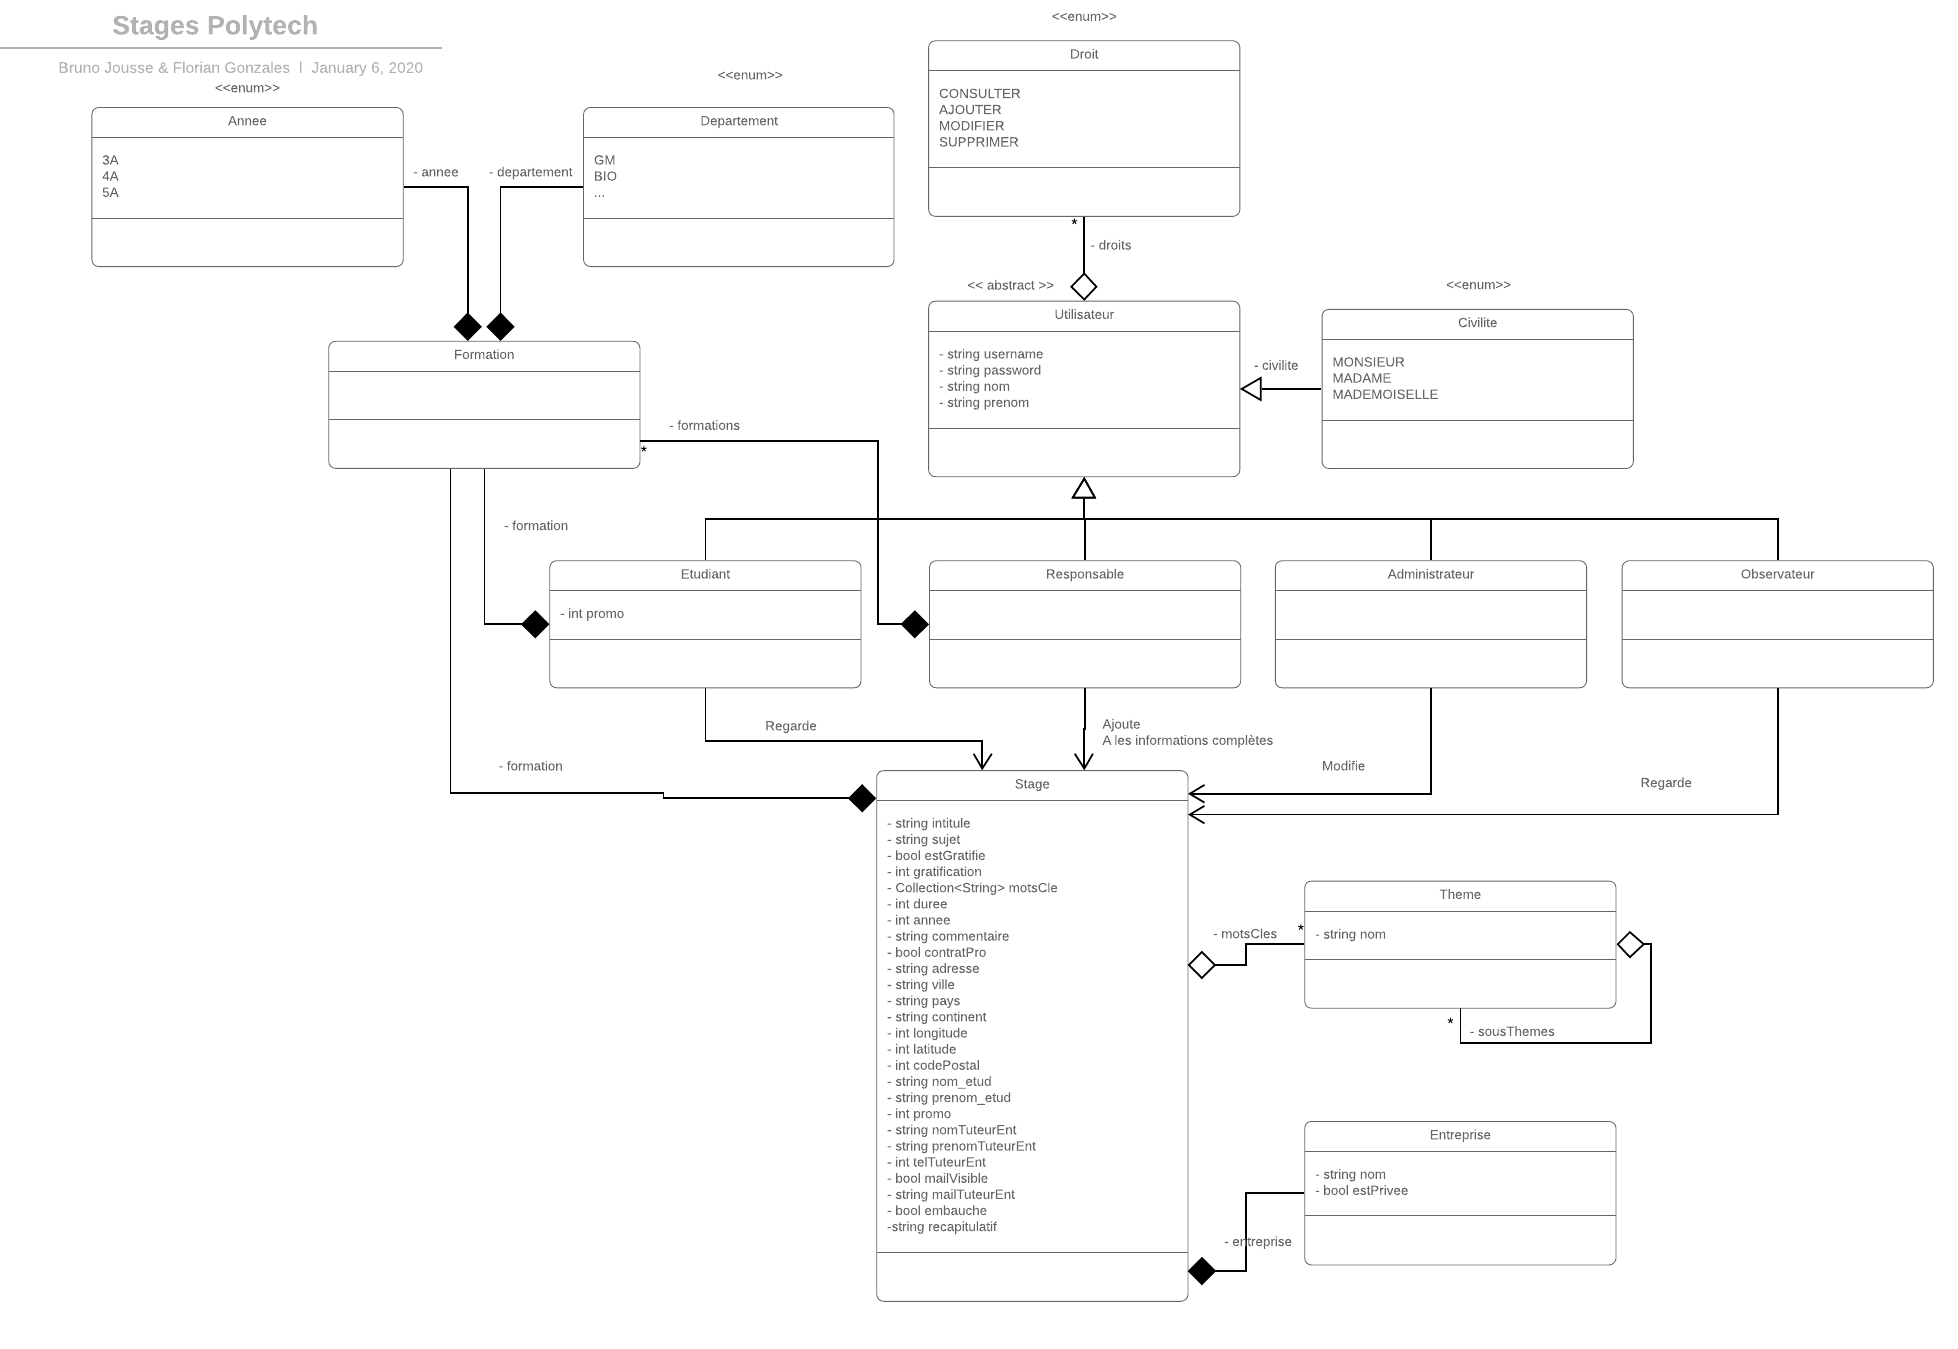 Stages Polytech
Bruno Jousse & Florian Gonzales | January 6, 2020
<<enum>>
Annee
3A
4A
5A
- annee
<<enum>>
Departement
GM
BIO
...
- departement
<<enum>>
Droit
CONSULTER
AJOUTER
MODIFIER
SUPPRIMER
*
- droits
<< abstract >>
Utilisateur
- string username
- string password
- string nom
- string prenom
<<enum>>
Civilite
MONSIEUR
MADAME
MADEMOISELLE
- civilite
Formation
- formations
*
- formation
Etudiant
- int promo
Responsable
Administrateur
Observateur
Regarde
Ajoute
A les informations complètes
Modifie
Regarde
- formation
Stage
- string intitule
- string sujet
- bool estGratifie
- int gratification
- Collection<String> motsCle
- int duree
- int annee
- string commentaire
- bool contratPro
- string adresse
- string ville
- string pays
- string continent
- int longitude
- int latitude
- int codePostal
- string nom_etud
- string prenom_etud
- int promo
- string nomTuteurEnt
- string prenomTuteurEnt
- int telTuteurEnt
- bool mailVisible
- string mailTuteurEnt
- bool embauche
-string recapitulatif
- motsCles
*
Theme
- string nom
*
- sousThemes
Entreprise
- string nom
- bool estPrivee
- entreprise